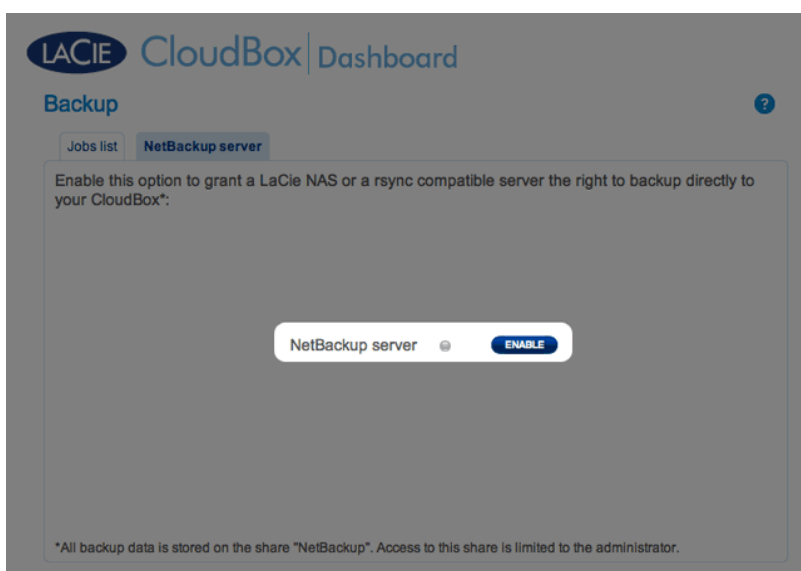 LACIE CloudBox Dashboard
Backup
?
Jobs list NetBackup server
Enable this option to grant a LaCie NAS or a rsync compatible server the right to backup directly to
your CloudBox*:
NetBackup server ENABLE
*All backup data is stored on the share "NetBackup". Access to this share is limited to the administrator.